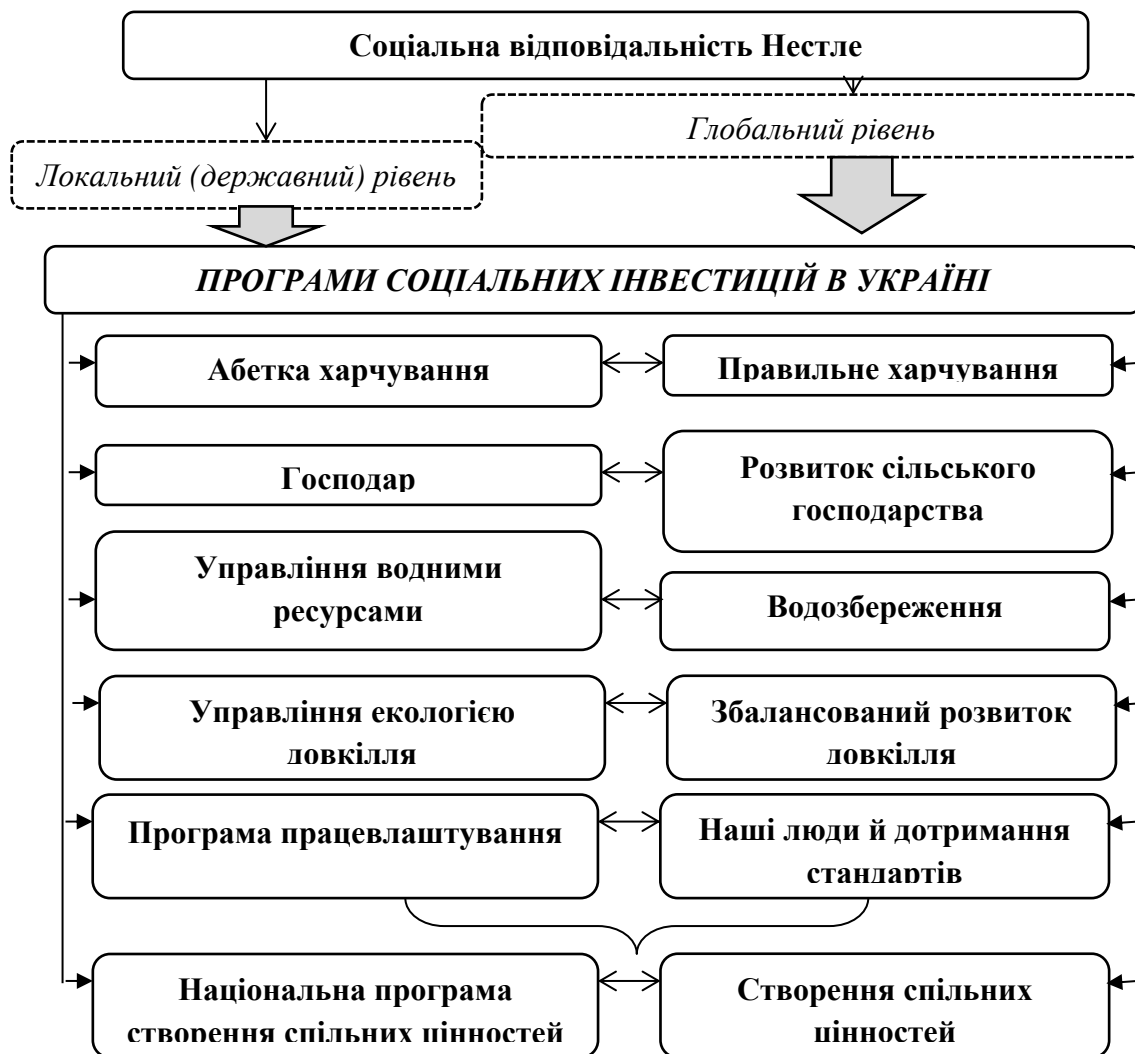 Соціальна відповідальність Нестле
Глобальний рівень
Локальний (державний) рівень
ПРОГРАМИ СОЦІАЛЬНИХ ІНВЕСТИЦІЙ В УКРАЇНІ
Абетка харчування
Правильне харчування
Господар
Розвиток сільського
господарства
Управління водними
ресурсами
Водозбереження
Управління екологією
довкілля
Збалансований розвиток
довкілля
Програма працевлаштування
Наші люди й дотримання
стандартів
Національна програма
створення спільних цінностей
Створення спільних
цінностей